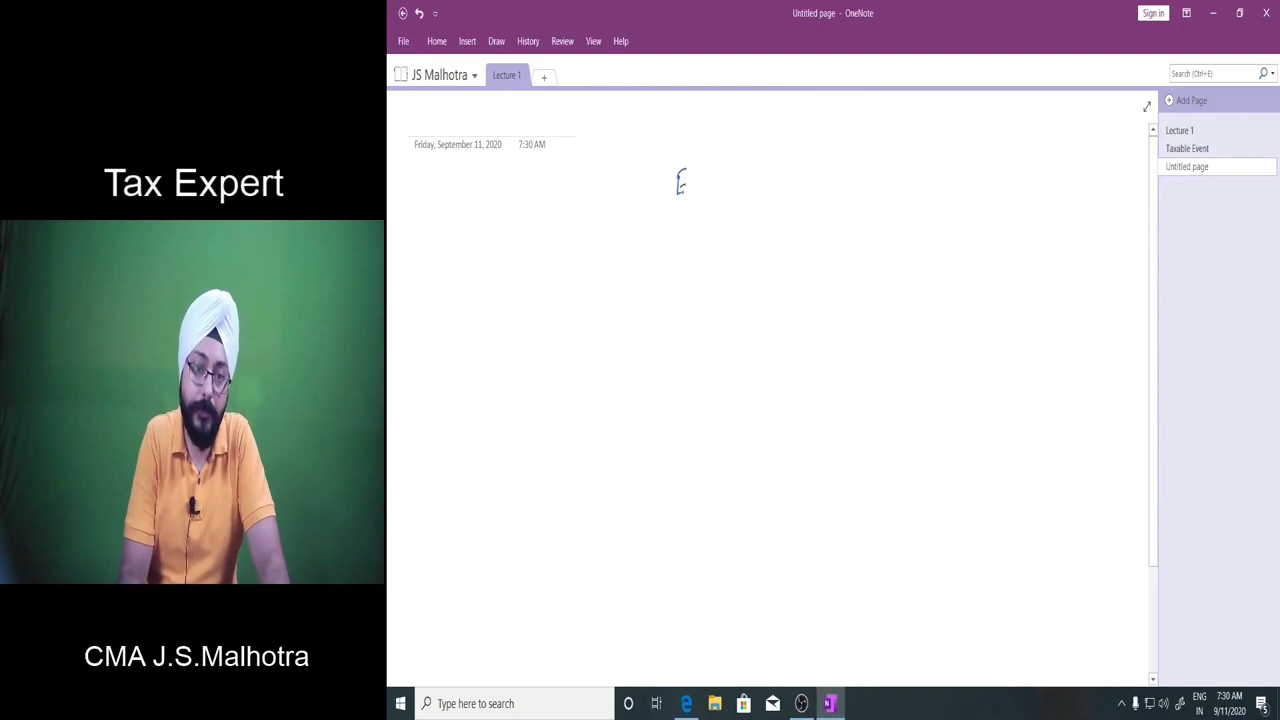 Untitled page - OneNote
Sign in
File Home Insert Draw History Review View Help
JS Malhotra
Lecture 1
+
Search (Ctrl+E)
Add Page
Friday, September 11, 2020 7:30 AM
Lecture 1
Taxable Event
Untitled page
E
Tax Expert
CMA J.S.Malhotra
Type here to search
ENG
IN
7:30 AM
9/11/2020